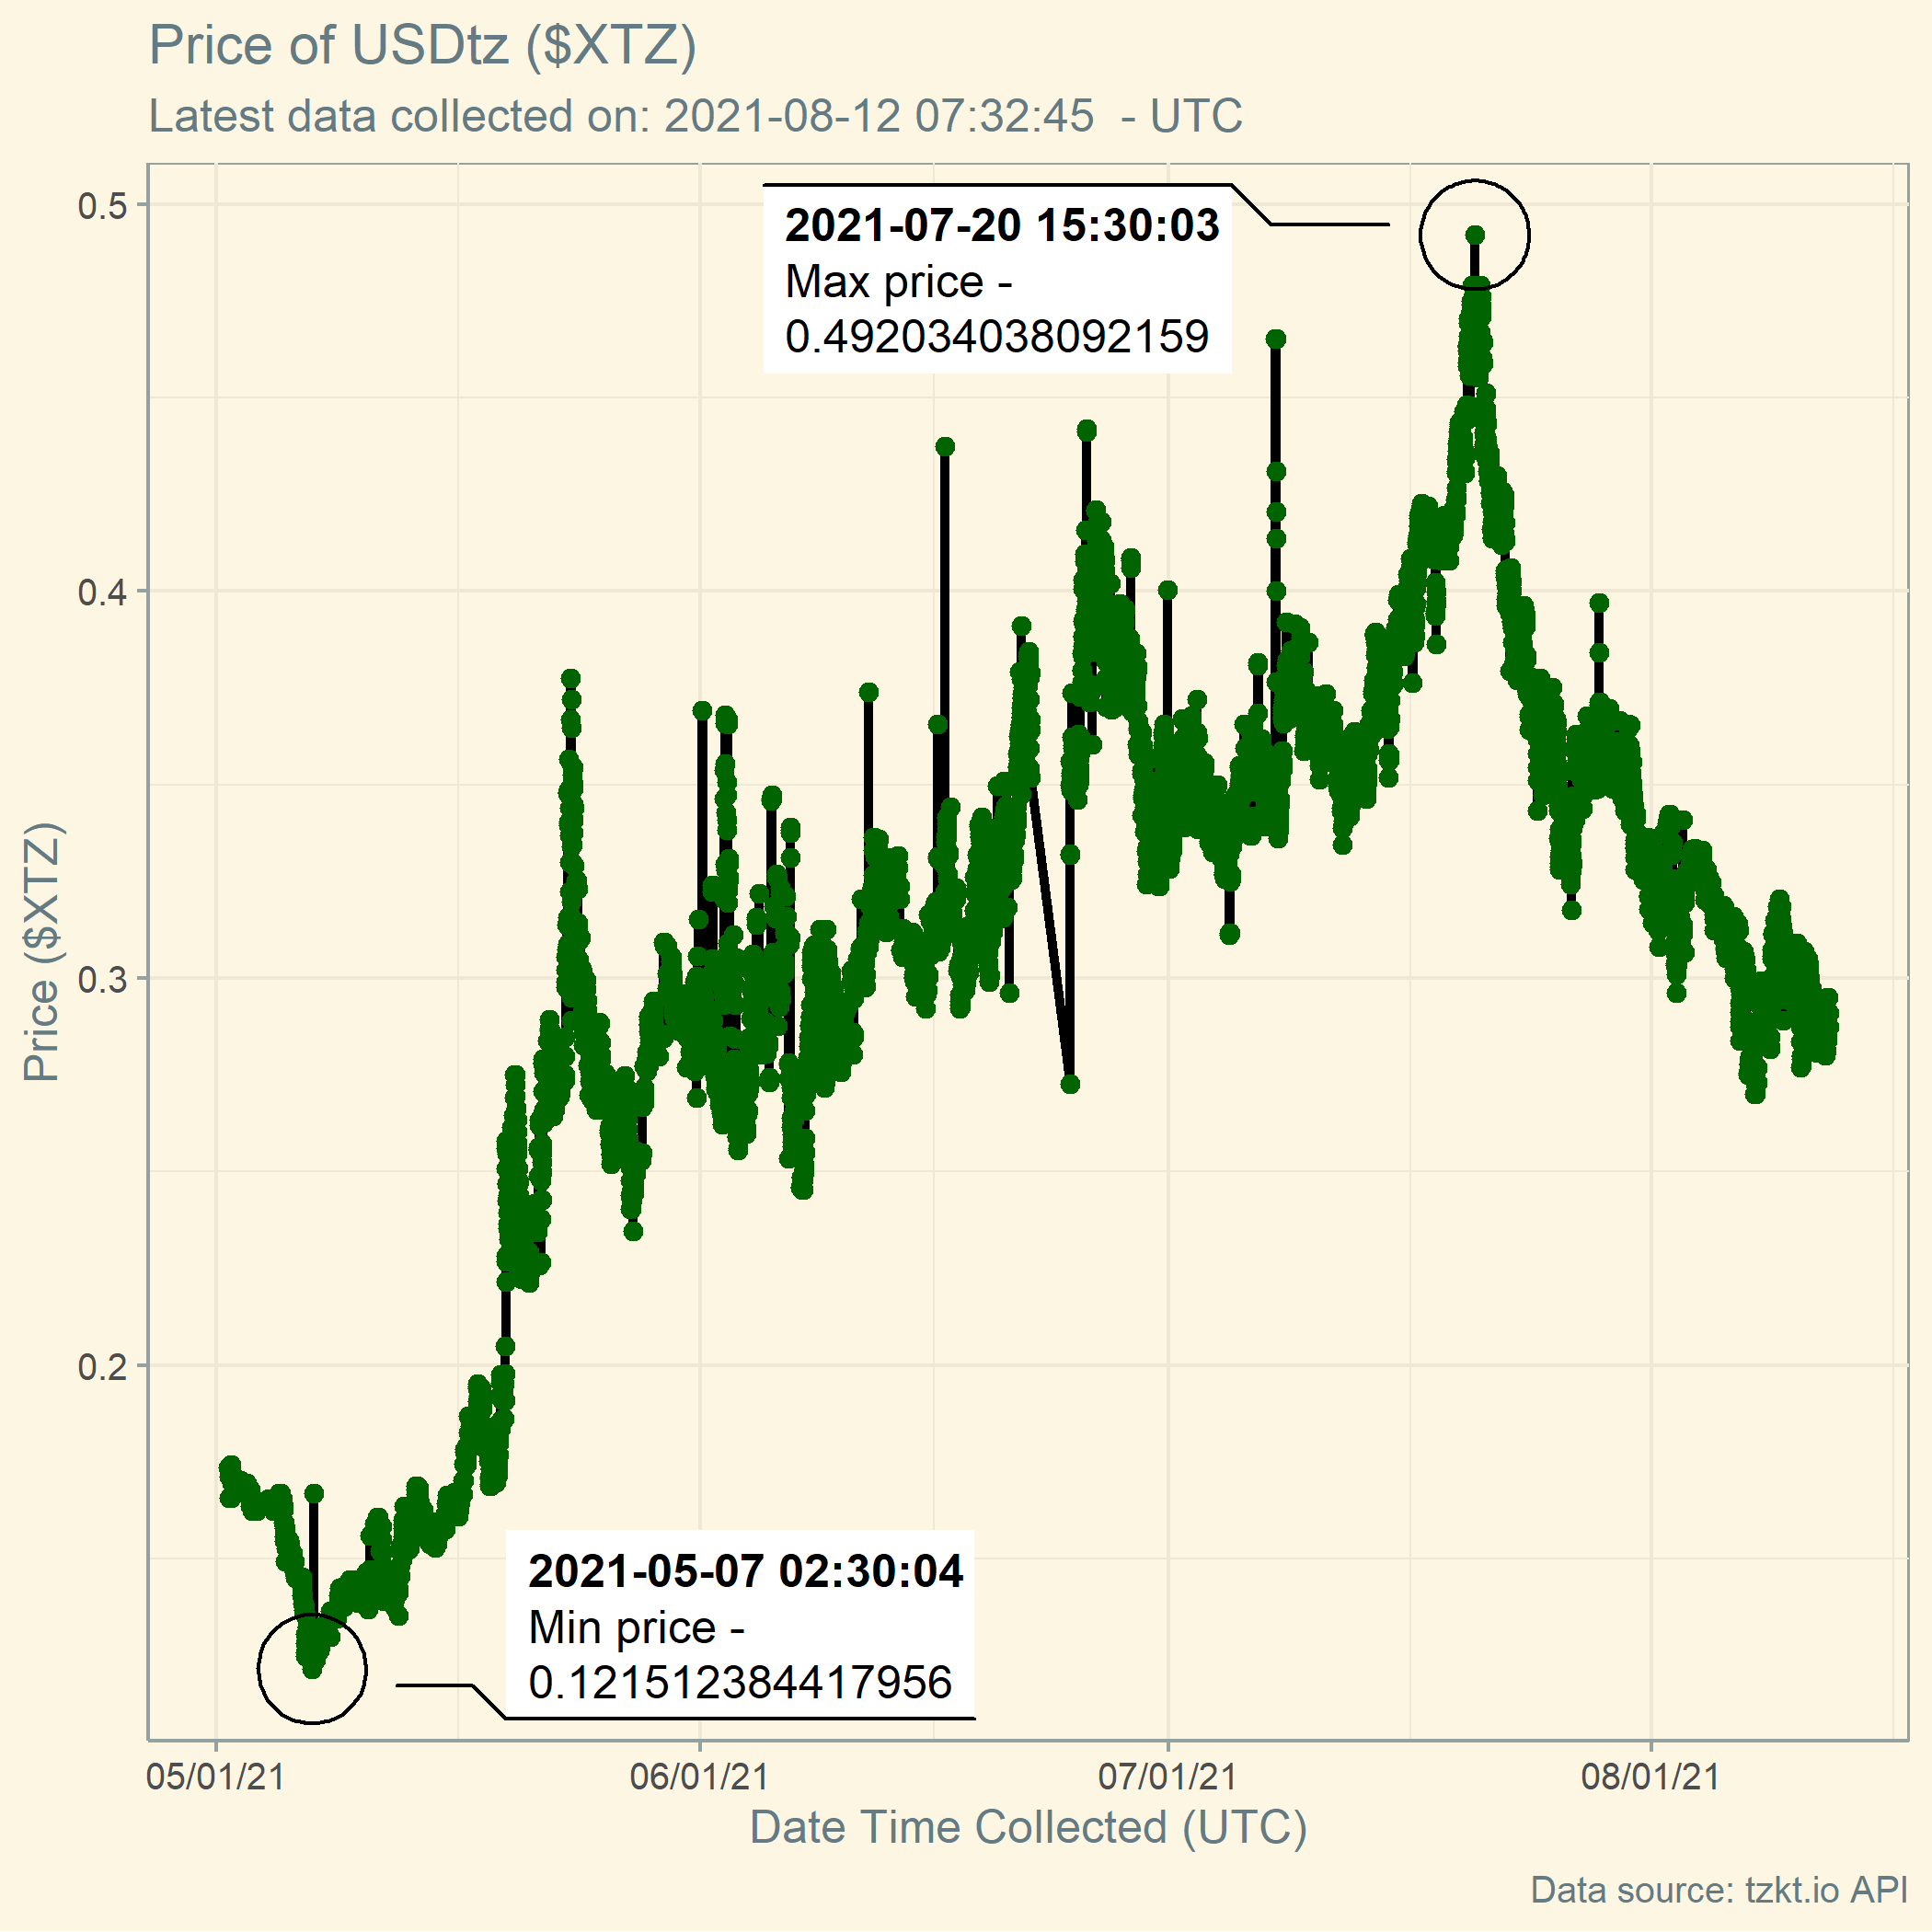 Price of USDtz ($XTZ)
Latest data collected on: 2021-08-12 07:32:45  - UTC
0.5
0.4
0.3
0.2
Price ($XTZ)
2021-07-20 15:30:03
Max price -
0.492034038092159
2021-05-07 02:30:04
Min price -
0.121512384417956
05/01/21
06/01/21
07/01/21
08/01/21
Date Time Collected (UTC)
Data source: tzkt.io API